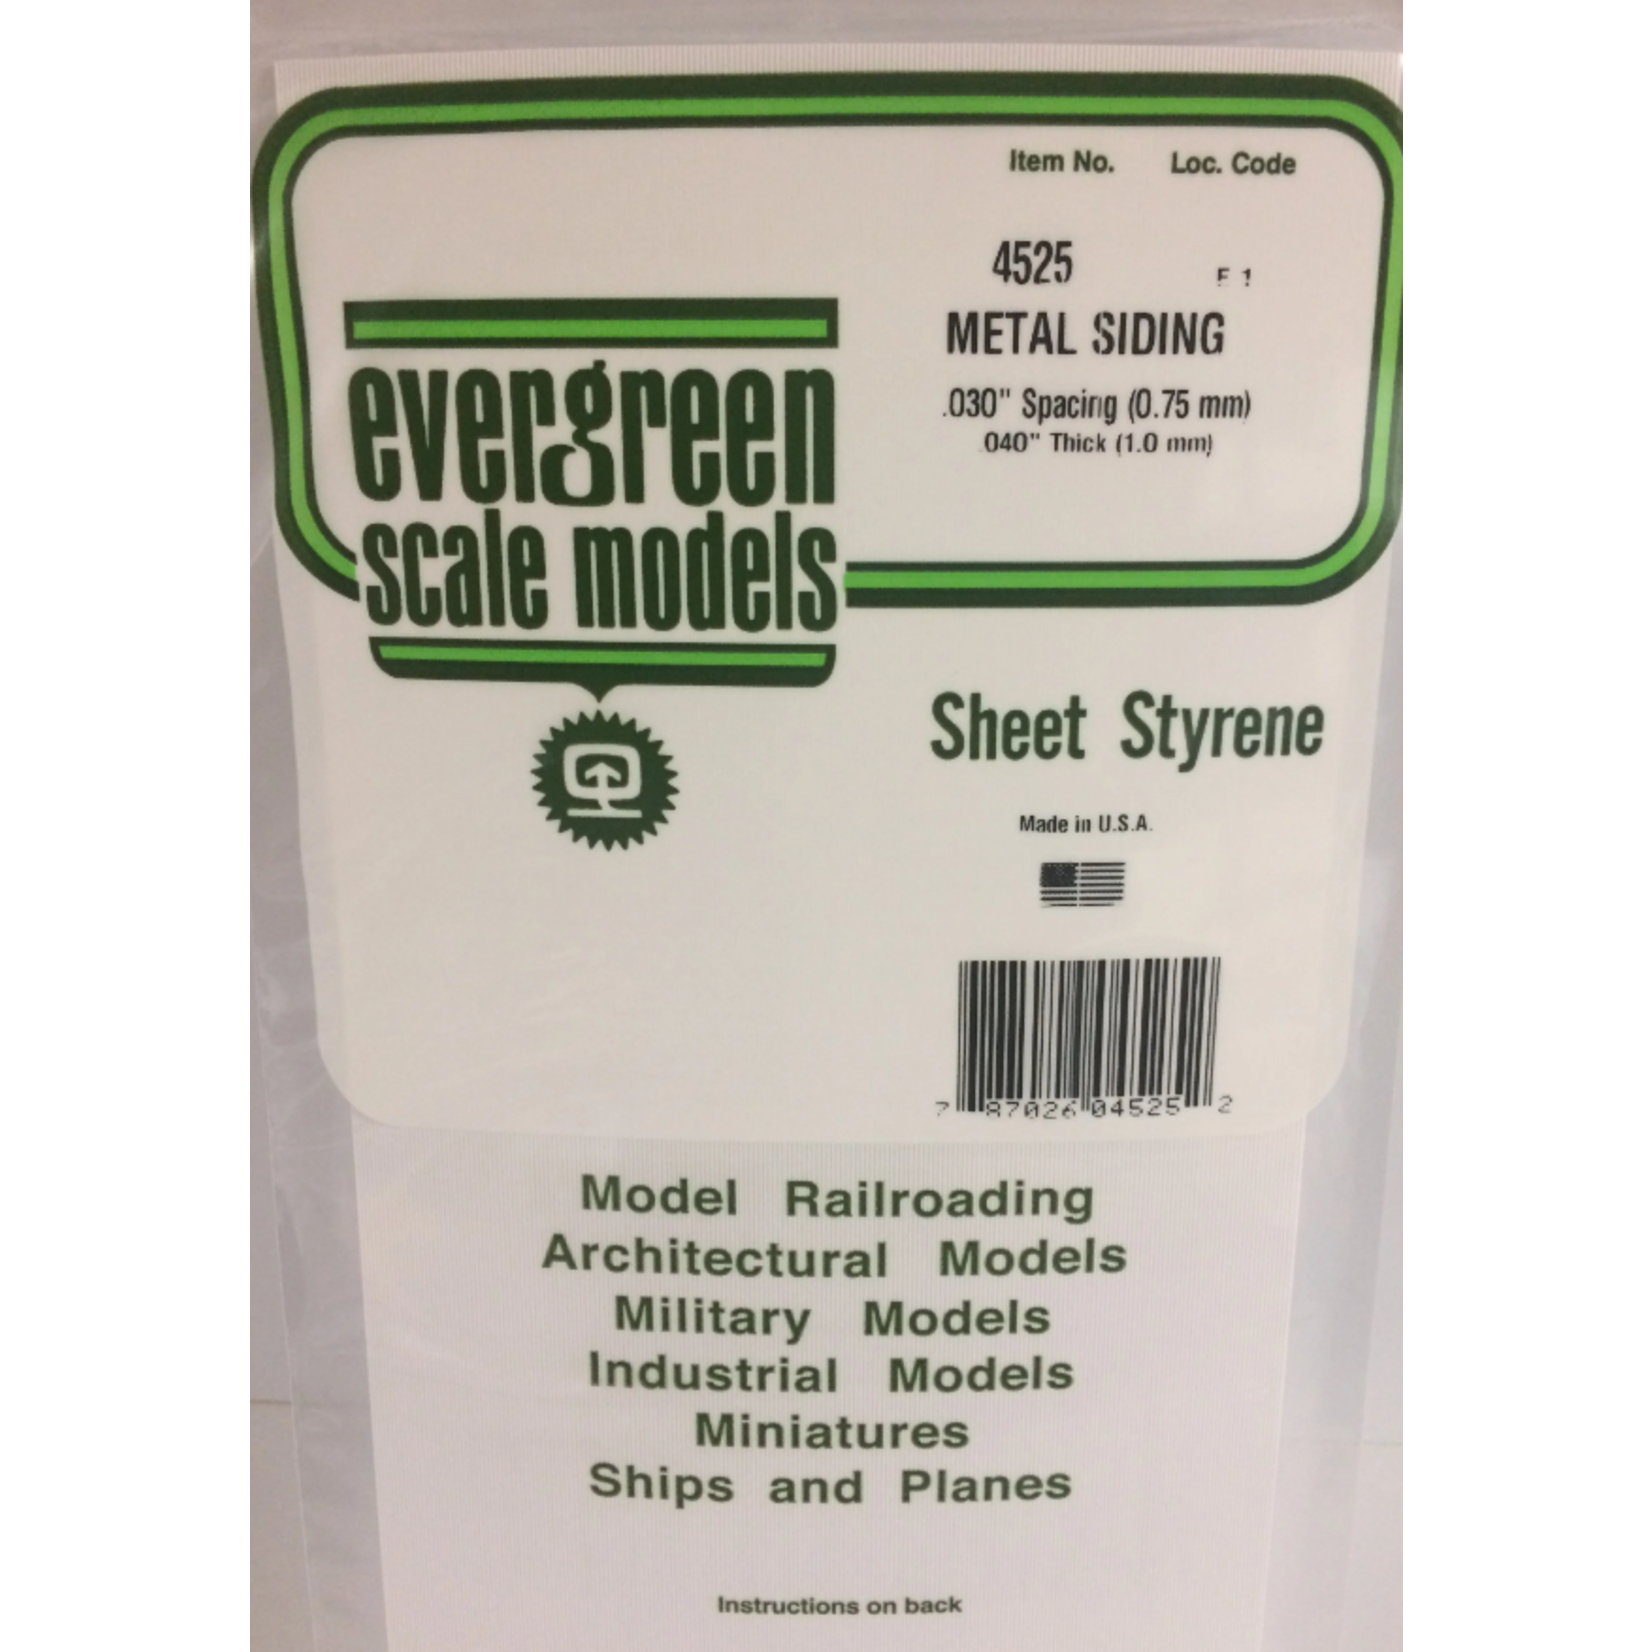 Item No. Loc. Code
4525 F 1
METAL SIDING
.030" Spacing (0.75 mm)
.040" Thick (1.0 mm)
evergreen
scale models
Sheet Styrene
Made in U.S.A.
7 87026 04525 2
Model Railroading
Architectural Models
Military Models
Industrial Models
Miniatures
Ships and Planes
Instructions on back